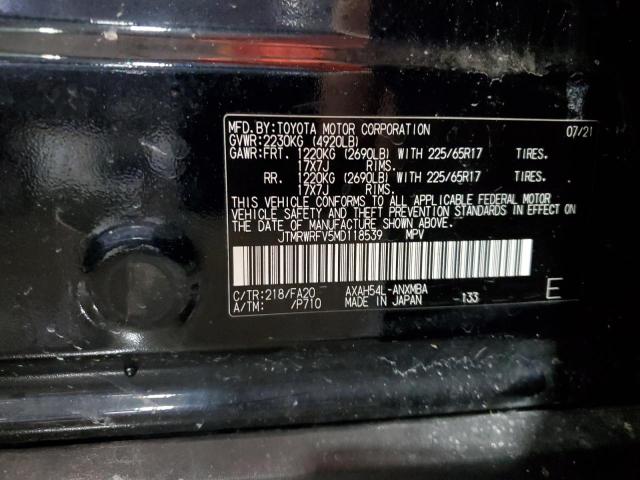 MFD.BY:TOYOTA MOTOR CORPORATION 07/21
GVWR:2230KG (4920LB)
GAWR:FRT. 1220KG (2690LB) WITH 225/65R17 TIRES.
17X7J RIMS.
RR. 1220KG (2690LB) WITH 225/65R17 TIRES.
17X7J RIMS.
THIS VEHICLE CONFORMS TO ALL APPLICABLE FEDERAL MOTOR
VEHICLE SAFETY AND THEFT PREVENTION STANDARDS IN EFFECT ON
THE DATE OF MANUFACTURE SHOWN ABOVE.
JTMRWRFV5MD118539 MPV
C/TR:218/FA20 AXAH54L-ANXMBA
A/TM: /P710 MADE IN JAPAN 133 E